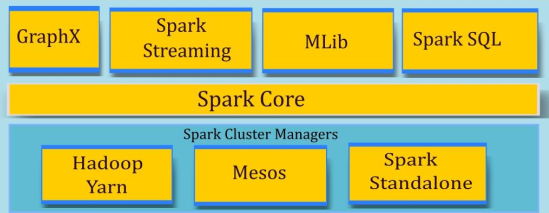 GraphX
Spark
Streaming
MLib
Spark SQL
Spark Core
Spark Cluster Managers
Hadoop
Yarn
Mesos
Spark
Standalone